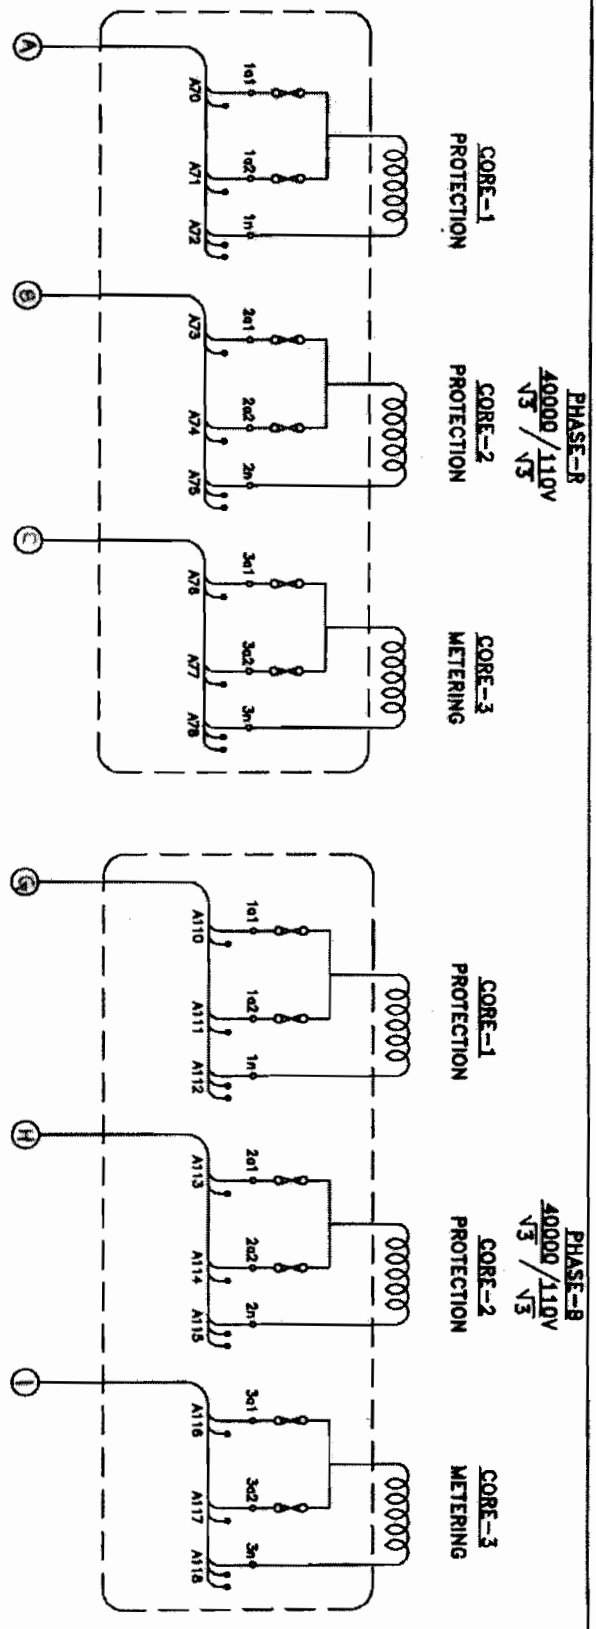 PHASE-R
40000 / 110V
√3 / √3
CORE-1
PROTECTION
CORE-2
PROTECTION
CORE-3
METERING
1a1 1a2 1n
2a1 2a2 2n
3a1 3a2 3n
A70 A71 A72
A73 A74 A75
A76 A77 A78
A B C
PHASE-B
40000 / 110V
√3 / √3
CORE-1
PROTECTION
CORE-2
PROTECTION
CORE-3
METERING
1a1 1a2 1n
2a1 2a2 2n
3a1 3a2 3n
A110 A111 A112
A113 A114 A115
A116 A117 A118
G H I